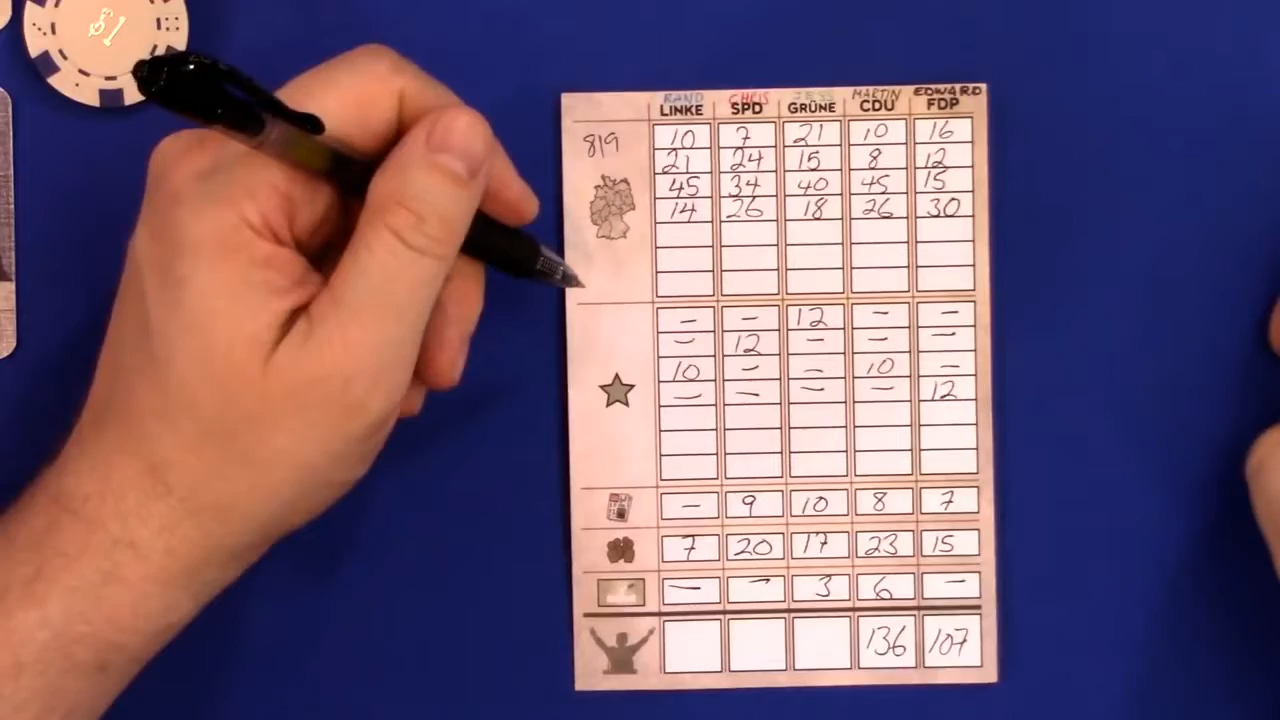 $1
RAND CHRIS JESS MARTIN EDWARD
LINKE SPD GRÜNE CDU FDP
819 10 7 21 10 16
21 24 15 8 12
45 34 40 45 15
14 26 18 26 30
– – 12 – –
– 12 – – –
10 – – 10 –
– – – – 12
– 9 10 8 7
7 20 17 23 15
– – 3 6 –
136 107